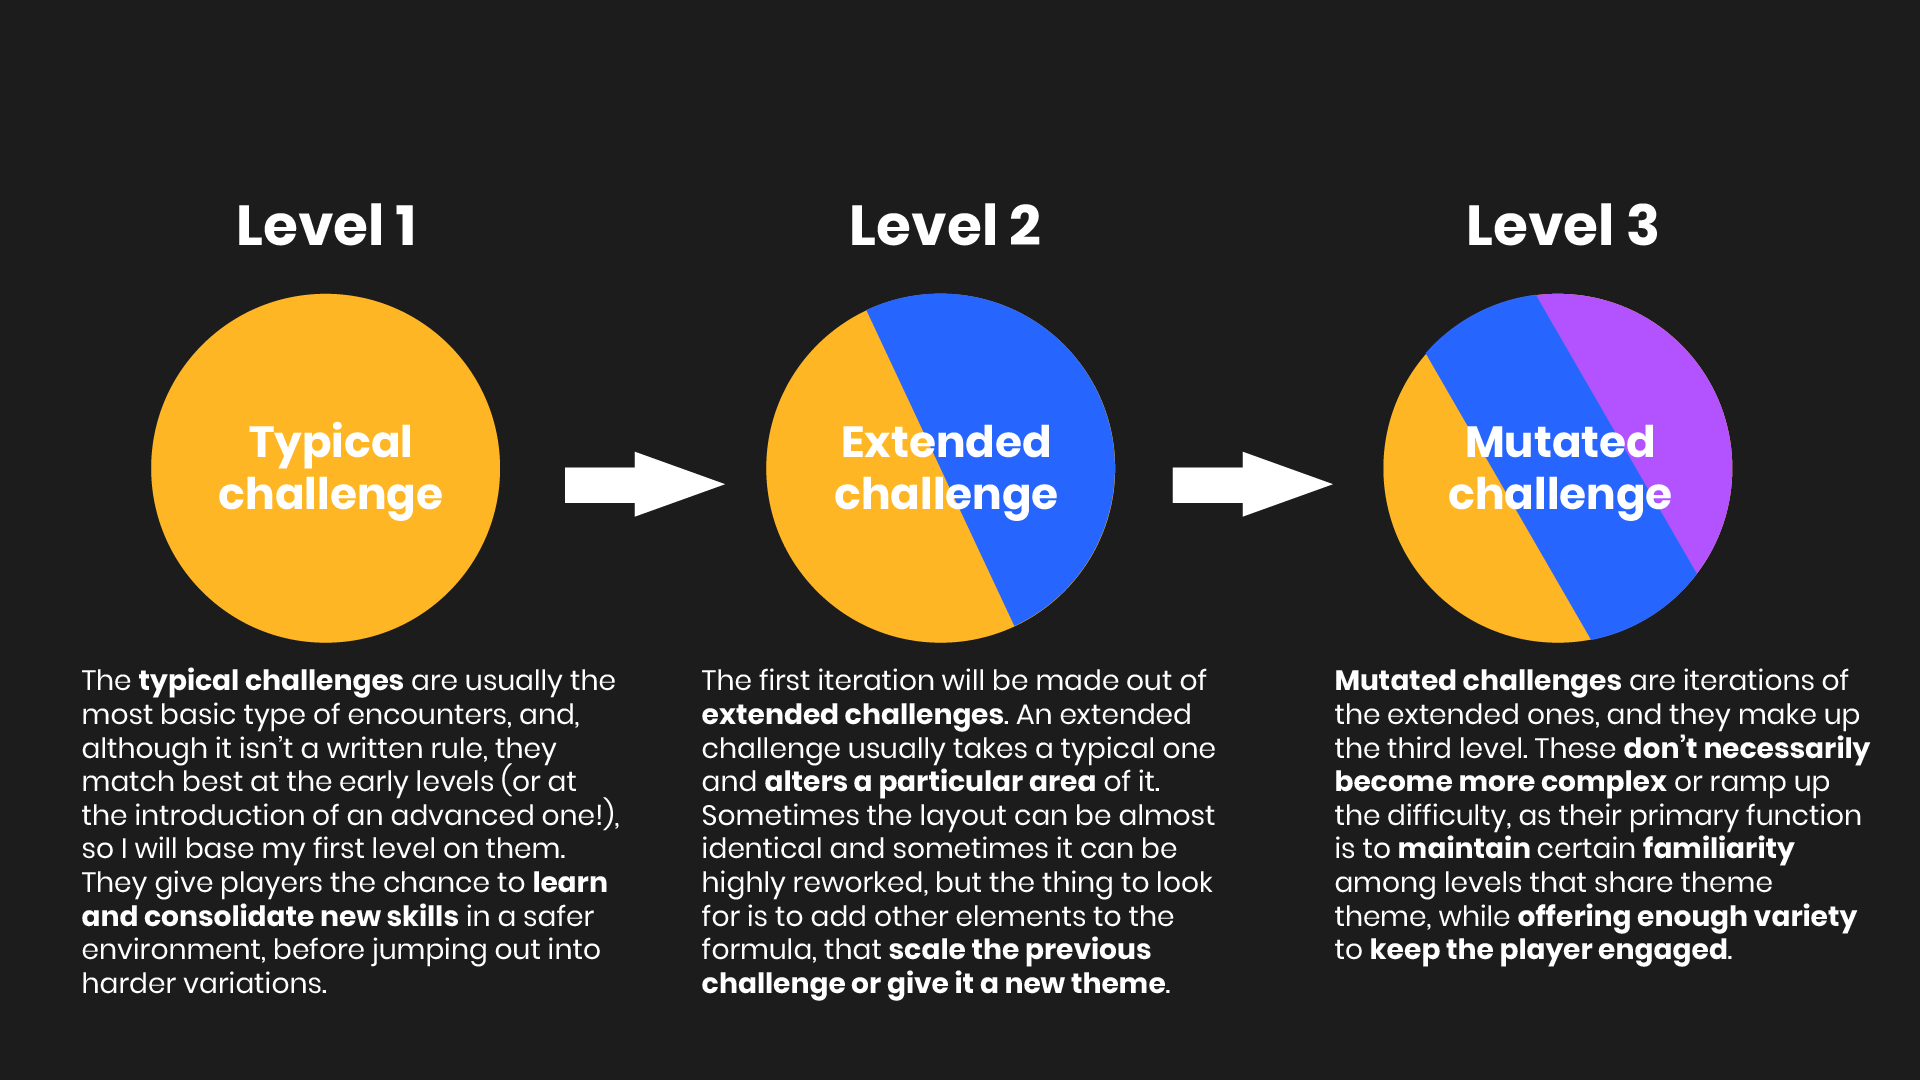 Level 1
Typical
challenge
The typical challenges are usually the
most basic type of encounters, and,
although it isn’t a written rule, they
match best at the early levels (or at
the introduction of an advanced one!),
so I will base my first level on them.
They give players the chance to learn
and consolidate new skills in a safer
environment, before jumping out into
harder variations.
Level 2
Extended
challenge
The first iteration will be made out of
extended challenges. An extended
challenge usually takes a typical one
and alters a particular area of it.
Sometimes the layout can be almost
identical and sometimes it can be
highly reworked, but the thing to look
for is to add other elements to the
formula, that scale the previous
challenge or give it a new theme.
Level 3
Mutated
challenge
Mutated challenges are iterations of
the extended ones, and they make up
the third level. These don’t necessarily
become more complex or ramp up
the difficulty, as their primary function
is to maintain certain familiarity
among levels that share theme
theme, while offering enough variety
to keep the player engaged.